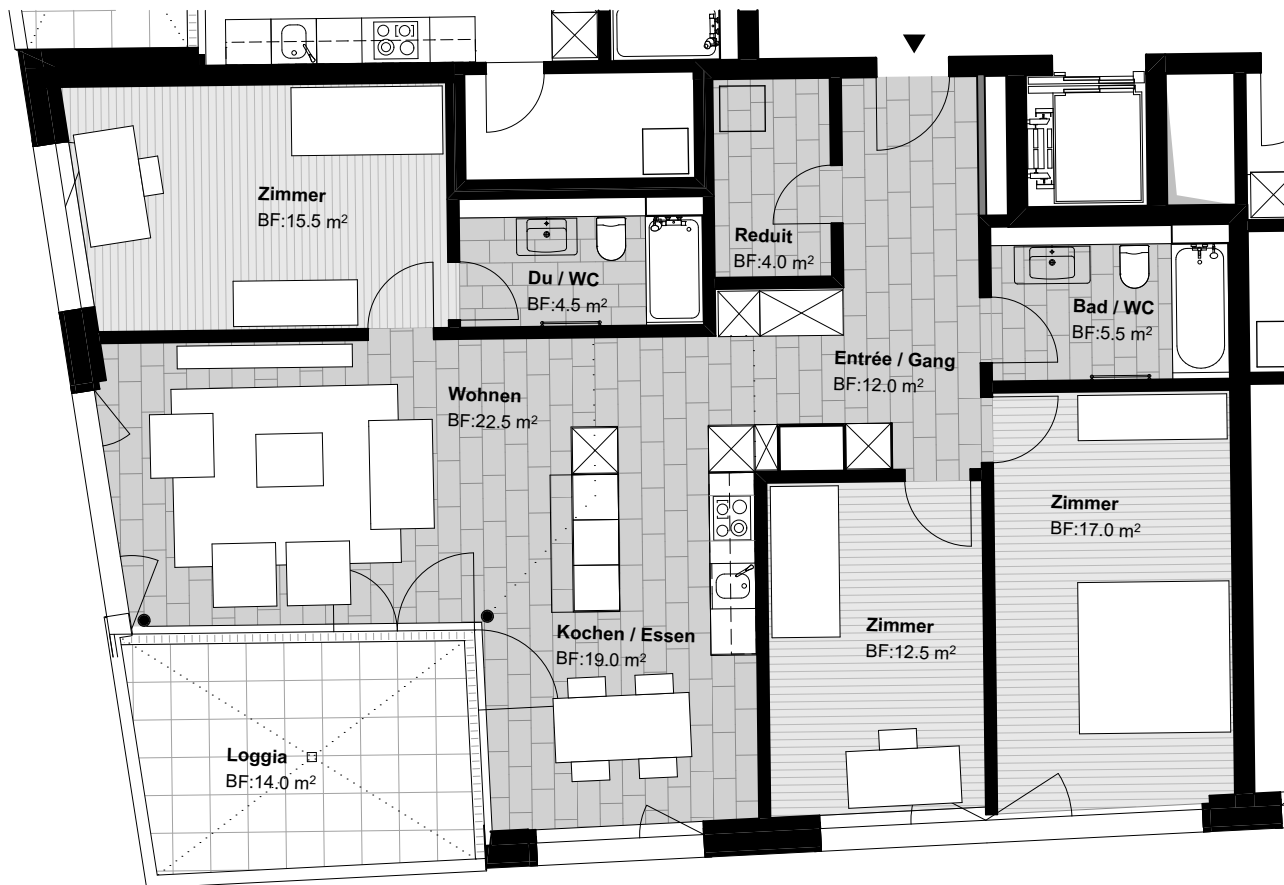 Zimmer
BF:15.5 m²
Reduit
BF:4.0 m²
Du / WC
BF:4.5 m²
Bad / WC
BF:5.5 m²
Entrée / Gang
BF:12.0 m²
Wohnen
BF:22.5 m²
Zimmer
BF:17.0 m²
Zimmer
BF:12.5 m²
Kochen / Essen
BF:19.0 m²
Loggia
BF:14.0 m²